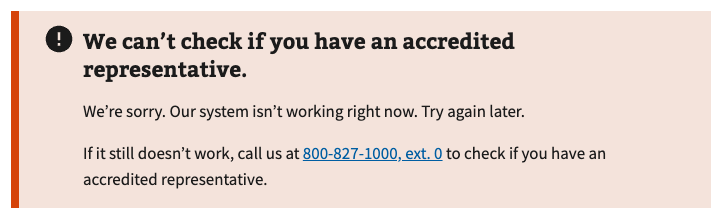 We can’t check if you have an accredited
representative.
We’re sorry. Our system isn’t working right now. Try again later.
If it still doesn’t work, call us at 800-827-1000, ext. 0 to check if you have an
accredited representative.